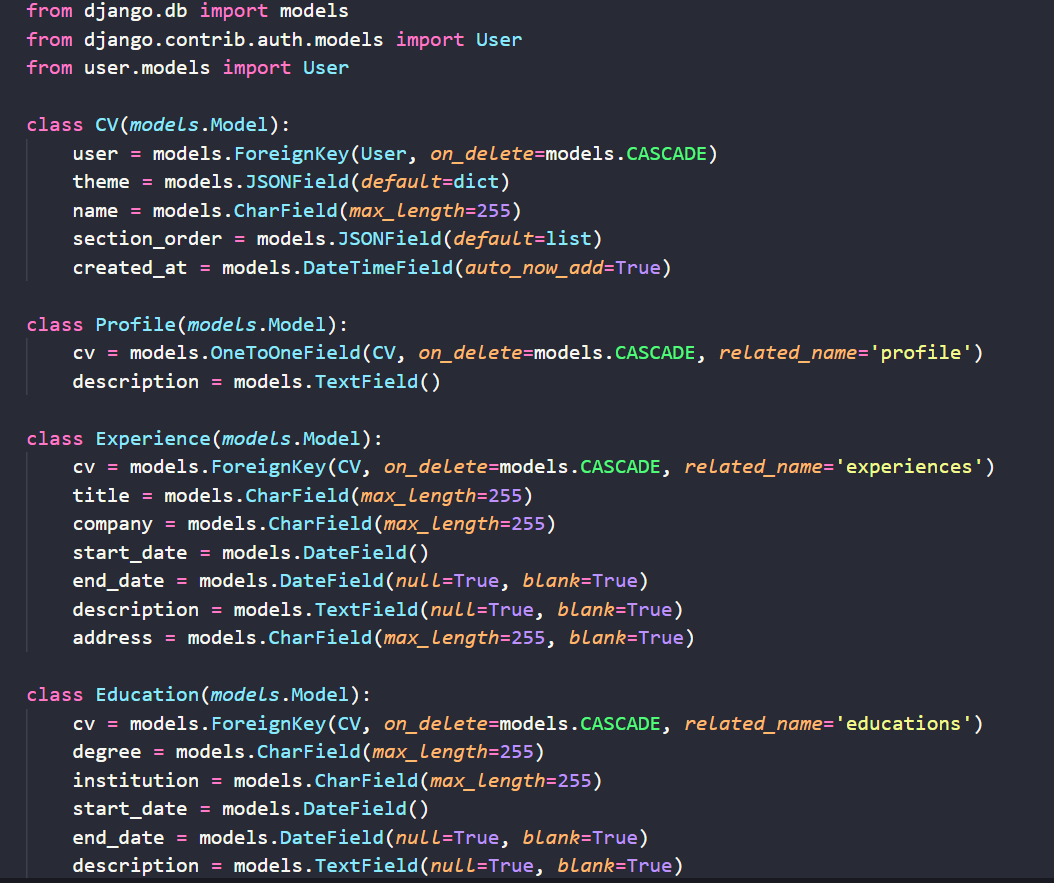 from django.db import models
from django.contrib.auth.models import User
from user.models import User

class CV(models.Model):
    user = models.ForeignKey(User, on_delete=models.CASCADE)
    theme = models.JSONField(default=dict)
    name = models.CharField(max_length=255)
    section_order = models.JSONField(default=list)
    created_at = models.DateTimeField(auto_now_add=True)

class Profile(models.Model):
    cv = models.OneToOneField(CV, on_delete=models.CASCADE, related_name='profile')
    description = models.TextField()

class Experience(models.Model):
    cv = models.ForeignKey(CV, on_delete=models.CASCADE, related_name='experiences')
    title = models.CharField(max_length=255)
    company = models.CharField(max_length=255)
    start_date = models.DateField()
    end_date = models.DateField(null=True, blank=True)
    description = models.TextField(null=True, blank=True)
    address = models.CharField(max_length=255, blank=True)

class Education(models.Model):
    cv = models.ForeignKey(CV, on_delete=models.CASCADE, related_name='educations')
    degree = models.CharField(max_length=255)
    institution = models.CharField(max_length=255)
    start_date = models.DateField()
    end_date = models.DateField(null=True, blank=True)
    description = models.TextField(null=True, blank=True)